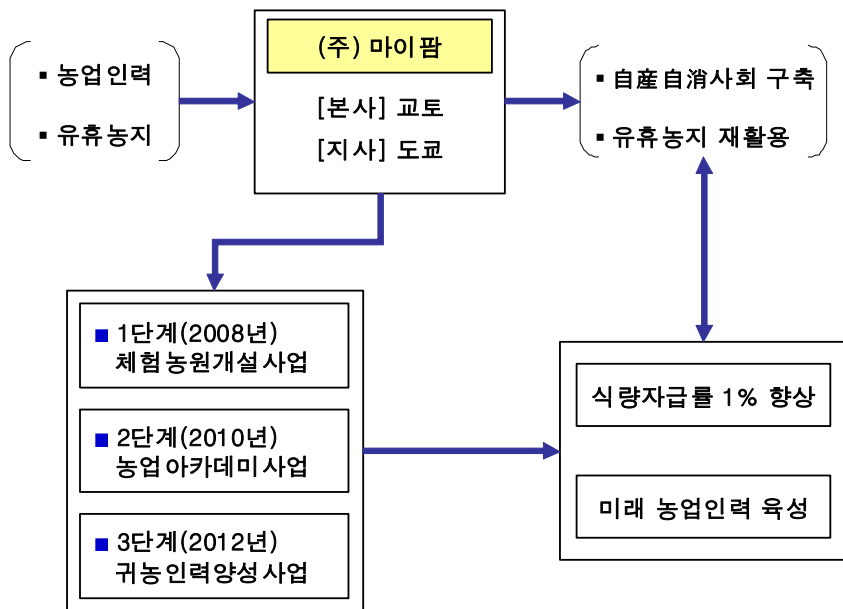 ▪ 농업인력
▪ 유휴농지
(주) 마이팜
[본사] 교토
[지사] 도쿄
▪ 自産自消사회 구축
▪ 유휴농지 재활용
■ 1단계(2008년)
체험농원개설사업
■ 2단계(2010년)
농업아카데미사업
■ 3단계(2012년)
귀농인력양성사업
식량자급률 1% 향상
미래 농업인력 육성